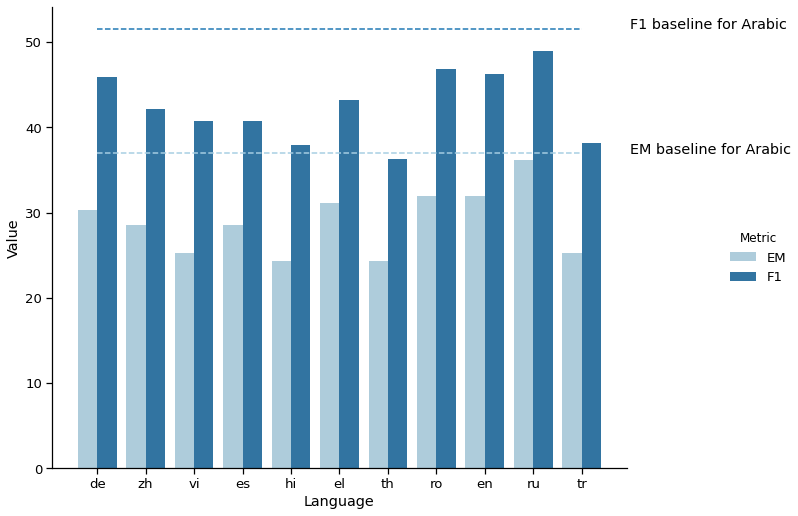 F1 baseline for Arabic
50
40
EM baseline for Arabic
30
Value
Metric
EM
F1
20
10
0
de zh vi es hi el th ro en ru tr
Language